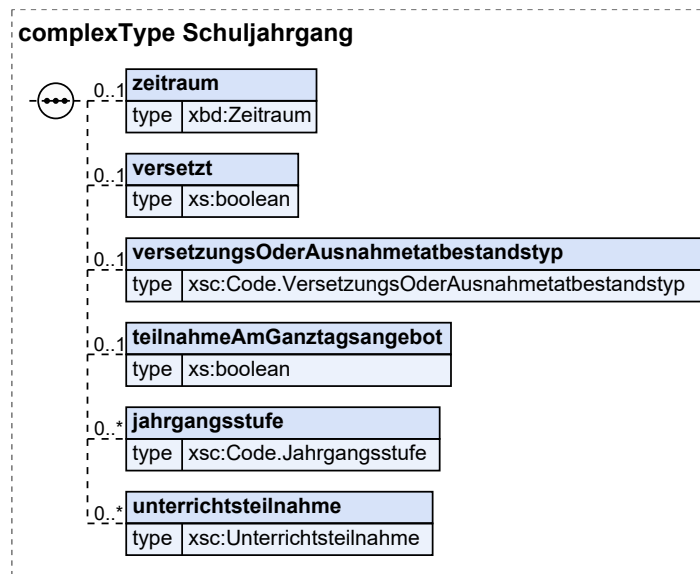 complexType Schuljahrgang
0..1 zeitraum
type xbd:Zeitraum
0..1 versetzt
type xs:boolean
0..1 versetzungsOderAusnahmetatbestandstyp
type xsc:Code.VersetzungsOderAusnahmetatbestandstyp
0..1 teilnahmeAmGanztagsangebot
type xs:boolean
0..* jahrgangsstufe
type xsc:Code.Jahrgangsstufe
0..* unterrichtsteilnahme
type xsc:Unterrichtsteilnahme